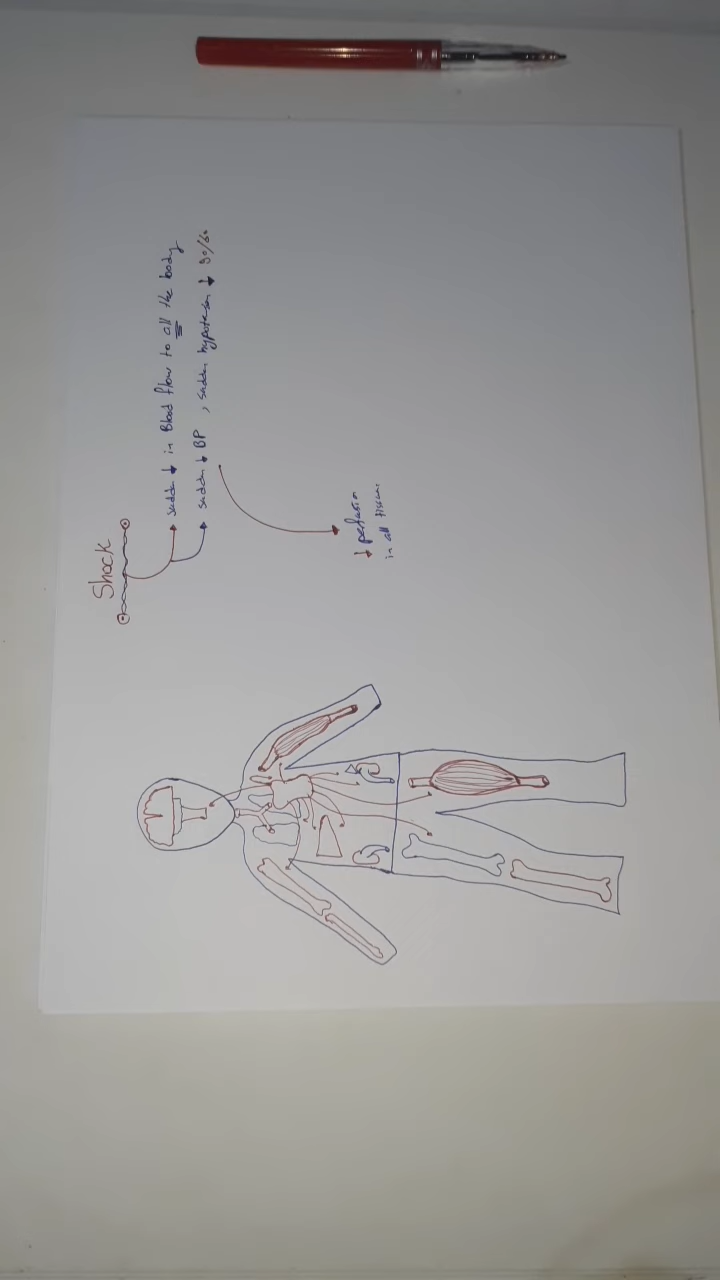 Shock
sudden ↓ in Blood flow to all the body
sudden ↓ BP , sudden hypotension ↓ 90/60
↓ perfusion
in all tissues